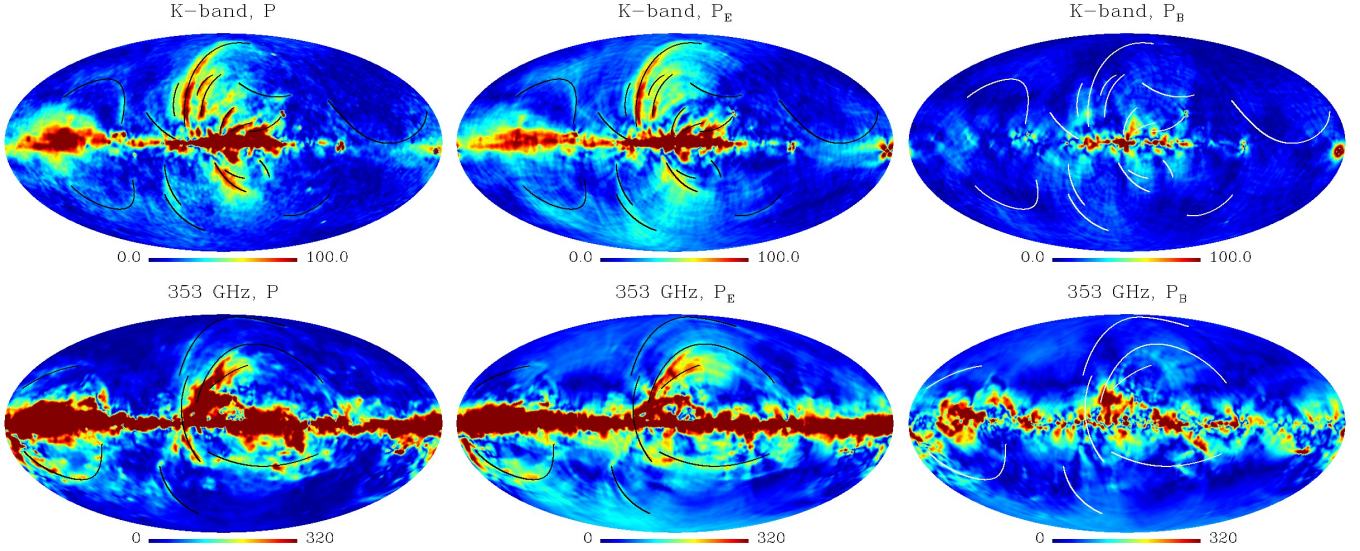 K-band, P
K-band, P_E
K-band, P_B
0.0 100.0
0.0 100.0
0.0 100.0
353 GHz, P
353 GHz, P_E
353 GHz, P_B
0 320
0 320
0 320